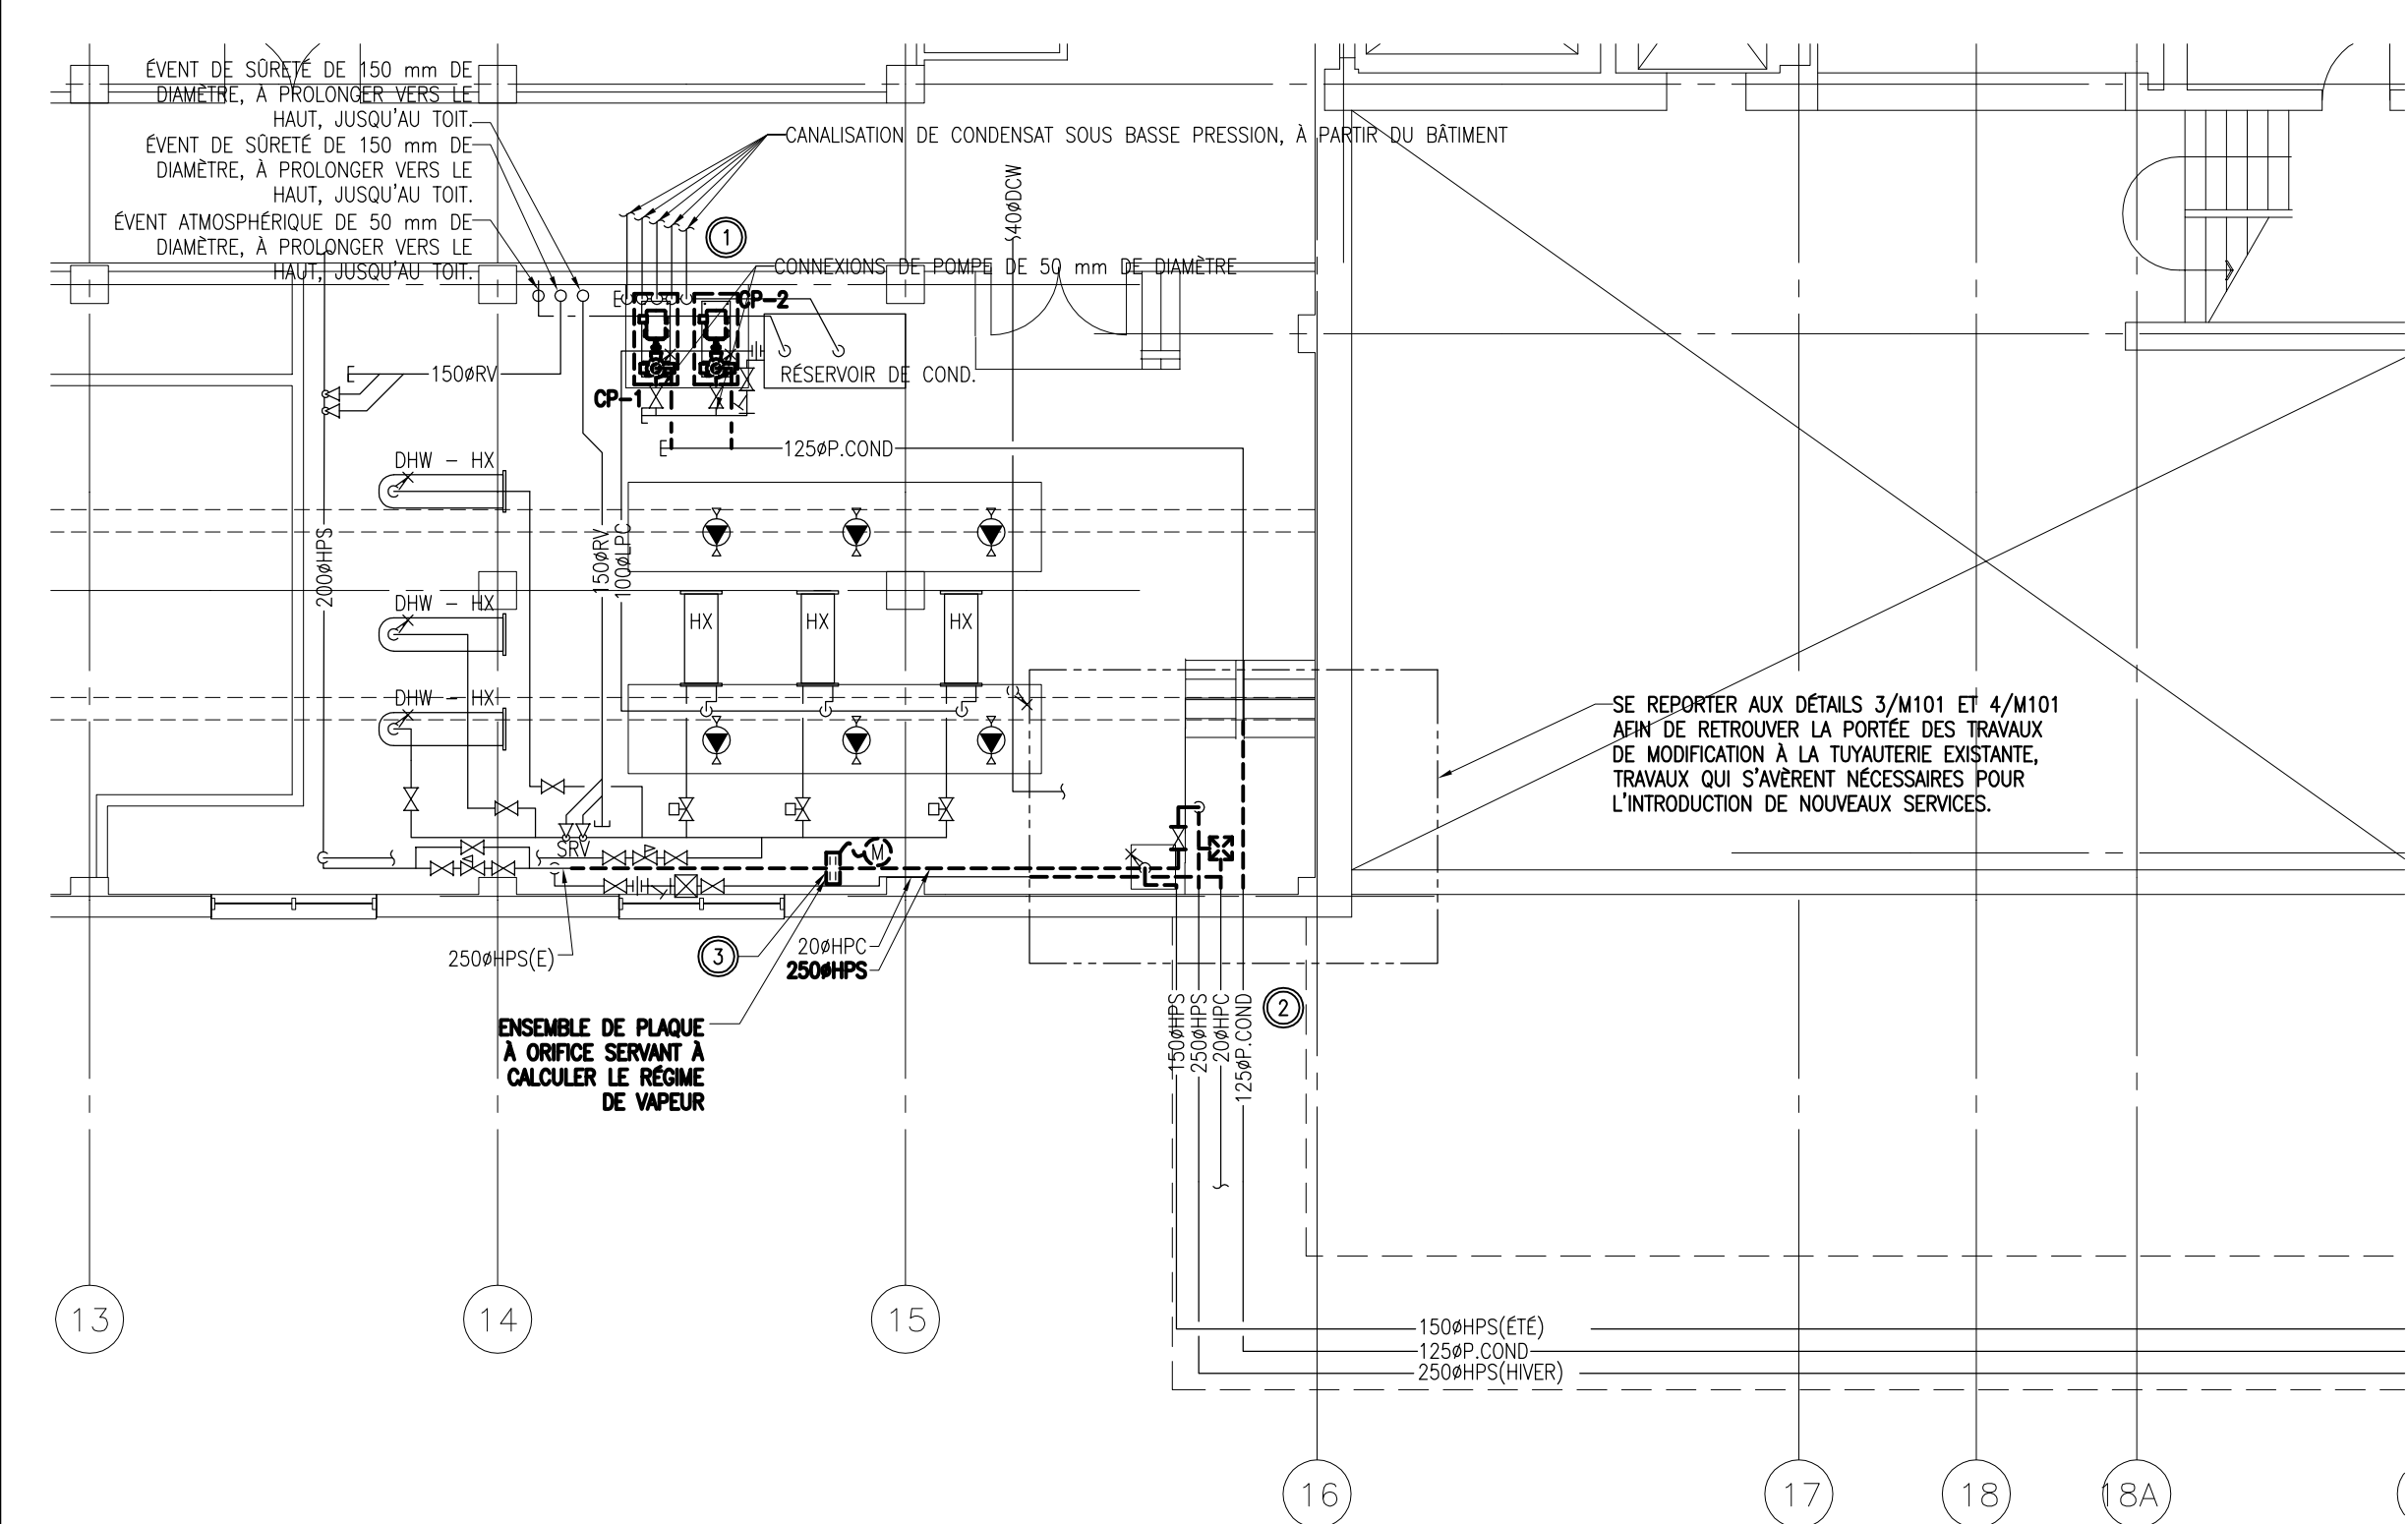 ÉVENT DE SÛRETÉ DE 150 mm DE
DIAMÈTRE, À PROLONGER VERS LE
HAUT, JUSQU'AU TOIT.
ÉVENT DE SÛRETÉ DE 150 mm DE
DIAMÈTRE, À PROLONGER VERS LE
HAUT, JUSQU'AU TOIT.
ÉVENT ATMOSPHÉRIQUE DE 50 mm DE
DIAMÈTRE, À PROLONGER VERS LE
HAUT, JUSQU'AU TOIT.
CANALISATION DE CONDENSAT SOUS BASSE PRESSION, À PARTIR DU BÂTIMENT
40øDCW
1
CONNEXIONS DE POMPE DE 50 mm DE DIAMÈTRE
E
CP-2
E
150øRV
RÉSERVOIR DE COND.
CP-1
E
E
125øP.COND
DHW - HX
200øHPS
150øRV
100øLPC
DHW - HX
HX
HX
HX
DHW - HX
SE REPORTER AUX DÉTAILS 3/M101 ET 4/M101
AFIN DE RETROUVER LA PORTÉE DES TRAVAUX
DE MODIFICATION À LA TUYAUTERIE EXISTANTE,
TRAVAUX QUI S'AVÈRENT NÉCESSAIRES POUR
L'INTRODUCTION DE NOUVEAUX SERVICES.
SRV
M
250øHPS(E)
3
20øHPC
250øHPS
ENSEMBLE DE PLAQUE
À ORIFICE SERVANT À
CALCULER LE RÉGIME
DE VAPEUR
150øHPS
250øHPS
20øHPC
125øP.COND
2
150øHPS(ÉTÉ)
125øP.COND
250øHPS(HIVER)
13
14
15
16
17
18
18A